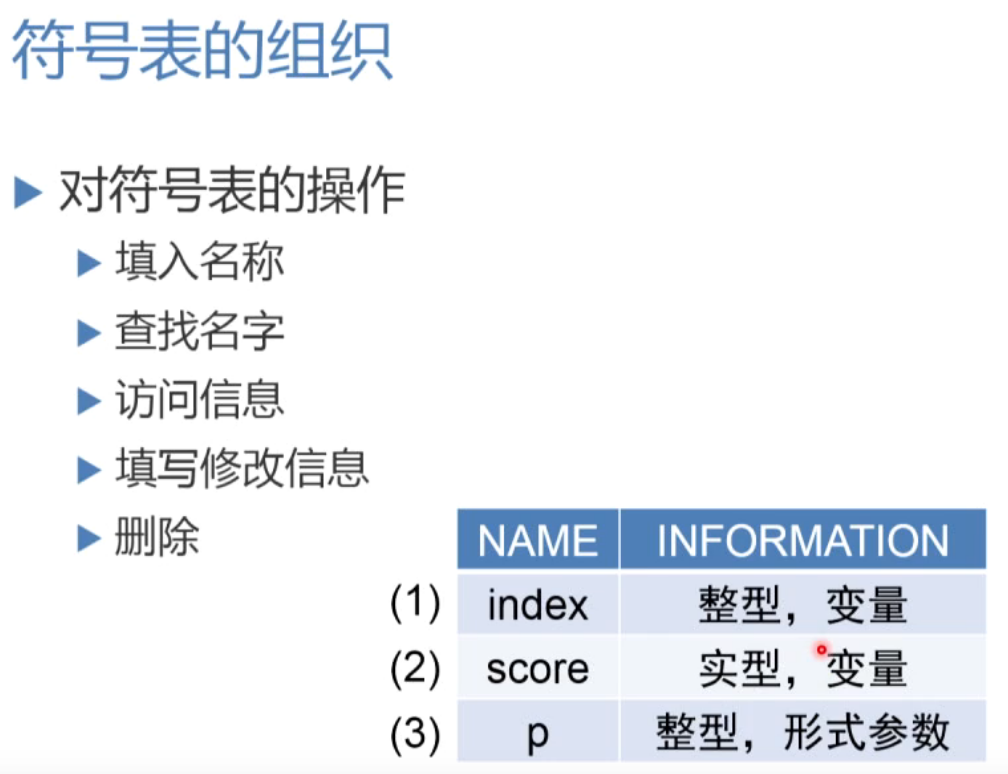 符号表的组织
对符号表的操作
填入名称
查找名字
访问信息
填写修改信息
删除
NAME INFORMATION
(1) index 整型，变量
(2) score 实型，变量
(3) p 整型，形式参数